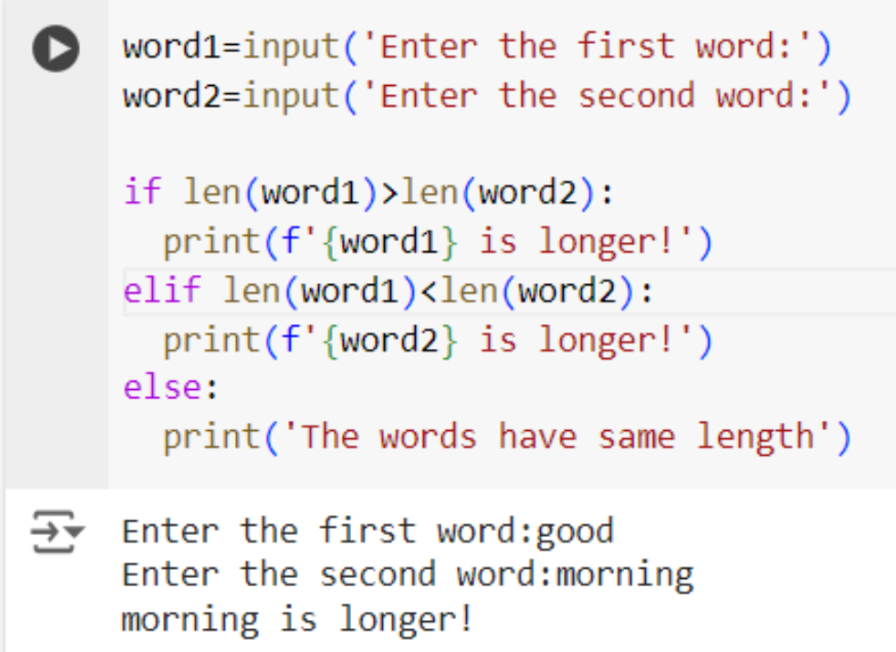 word1=input('Enter the first word:')
word2=input('Enter the second word:')
if len(word1)>len(word2):
  print(f'{word1} is longer!')
elif len(word1)<len(word2):
  print(f'{word2} is longer!')
else:
  print('The words have same length')
Enter the first word:good
Enter the second word:morning
morning is longer!